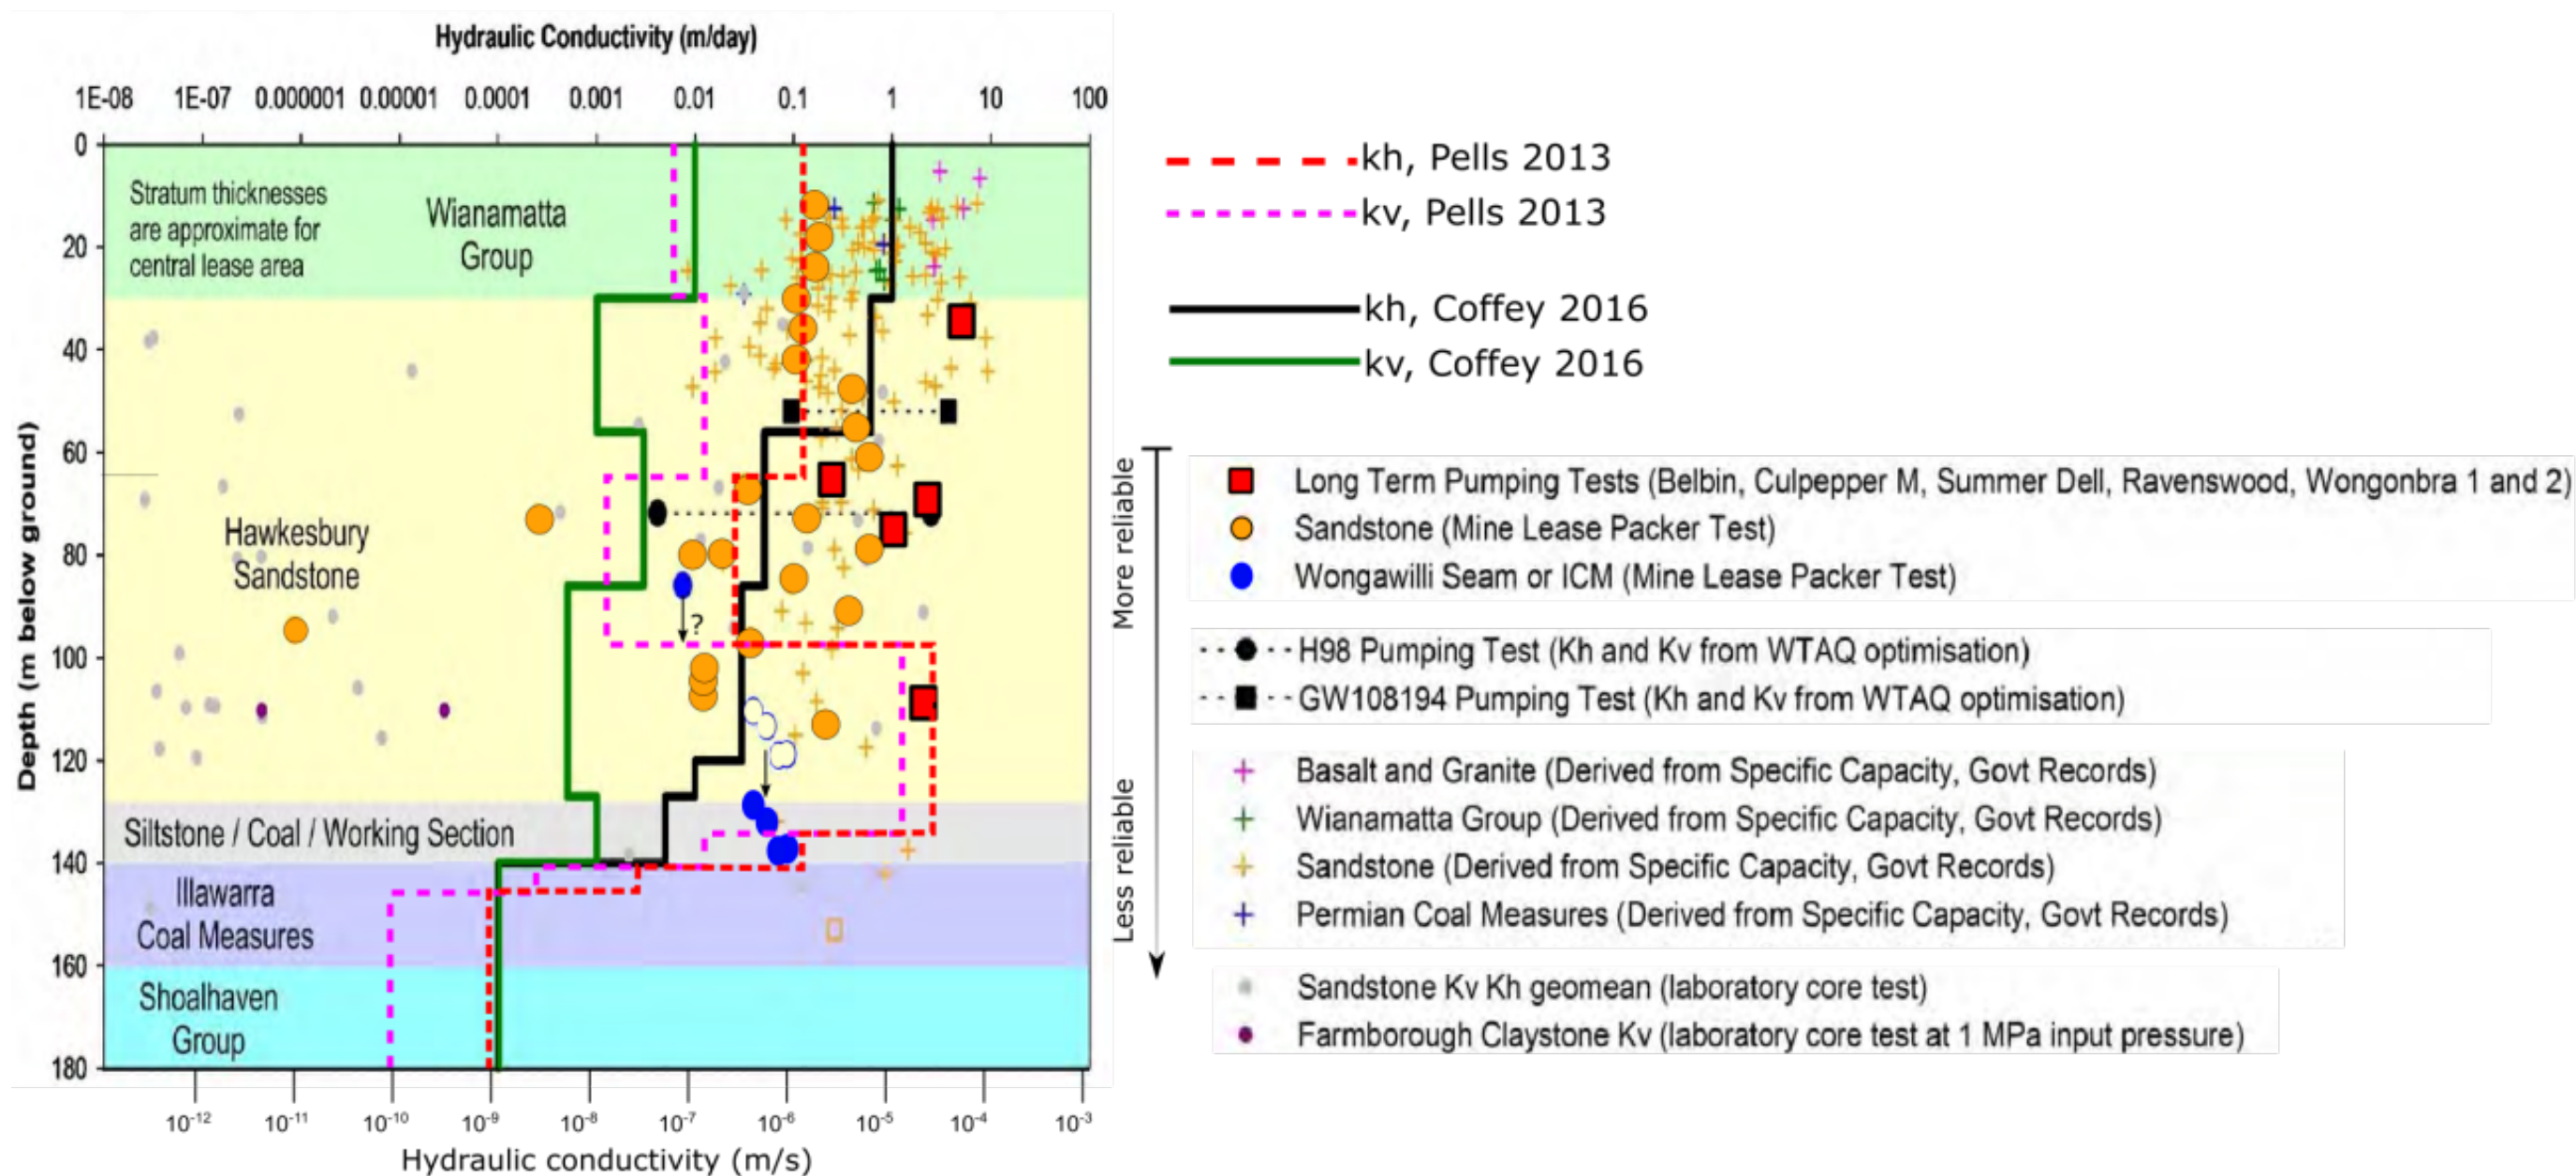 Hydraulic Conductivity (m/day)
1E-08 1E-07 0.000001 0.00001 0.0001 0.001 0.01 0.1 1 10 100
Depth (m below ground)
0
20
40
60
80
100
120
140
160
180
Stratum thicknesses
are approximate for
central lease area
Wianamatta
Group
Hawkesbury
Sandstone
?
Siltstone / Coal / Working Section
Illawarra
Coal Measures
Shoalhaven
Group
10-12 10-11 10-10 10-9 10-8 10-7 10-6 10-5 10-4 10-3
Hydraulic conductivity (m/s)
kh, Pells 2013
kv, Pells 2013
kh, Coffey 2016
kv, Coffey 2016
More reliable
Less reliable
Long Term Pumping Tests (Belbin, Culpepper M, Summer Dell, Ravenswood, Wongonbra 1 and 2)
Sandstone (Mine Lease Packer Test)
Wongawilli Seam or ICM (Mine Lease Packer Test)
H98 Pumping Test (Kh and Kv from WTAQ optimisation)
GW108194 Pumping Test (Kh and Kv from WTAQ optimisation)
Basalt and Granite (Derived from Specific Capacity, Govt Records)
Wianamatta Group (Derived from Specific Capacity, Govt Records)
Sandstone (Derived from Specific Capacity, Govt Records)
Permian Coal Measures (Derived from Specific Capacity, Govt Records)
Sandstone Kv Kh geomean (laboratory core test)
Farmborough Claystone Kv (laboratory core test at 1 MPa input pressure)